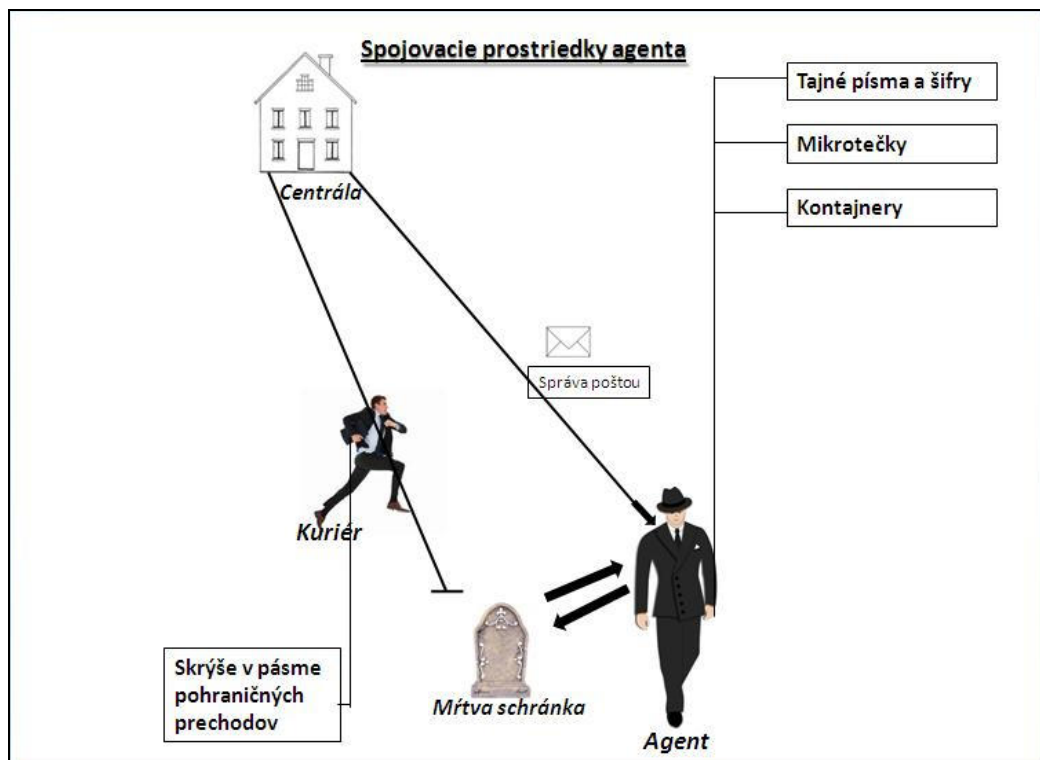 Spojovacie prostriedky agenta
Tajné písma a šifry
Mikrotečky
Kontajnery
Centrála
Správa poštou
Kuriér
Skrýše v pásme
pohraničných
prechodov
Mŕtva schránka
Agent